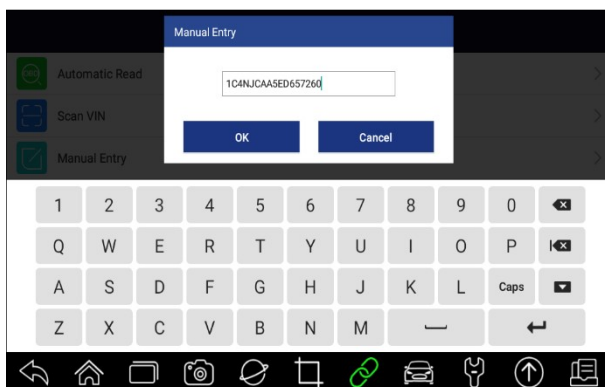 Manual Entry
1C4NJCAA5ED657260
OK Cancel
OBD Automatic Read
Scan VIN
Manual Entry
1 2 3 4 5 6 7 8 9 0
Q W E R T Y U I O P
A S D F G H J K L Caps
Z X C V B N M